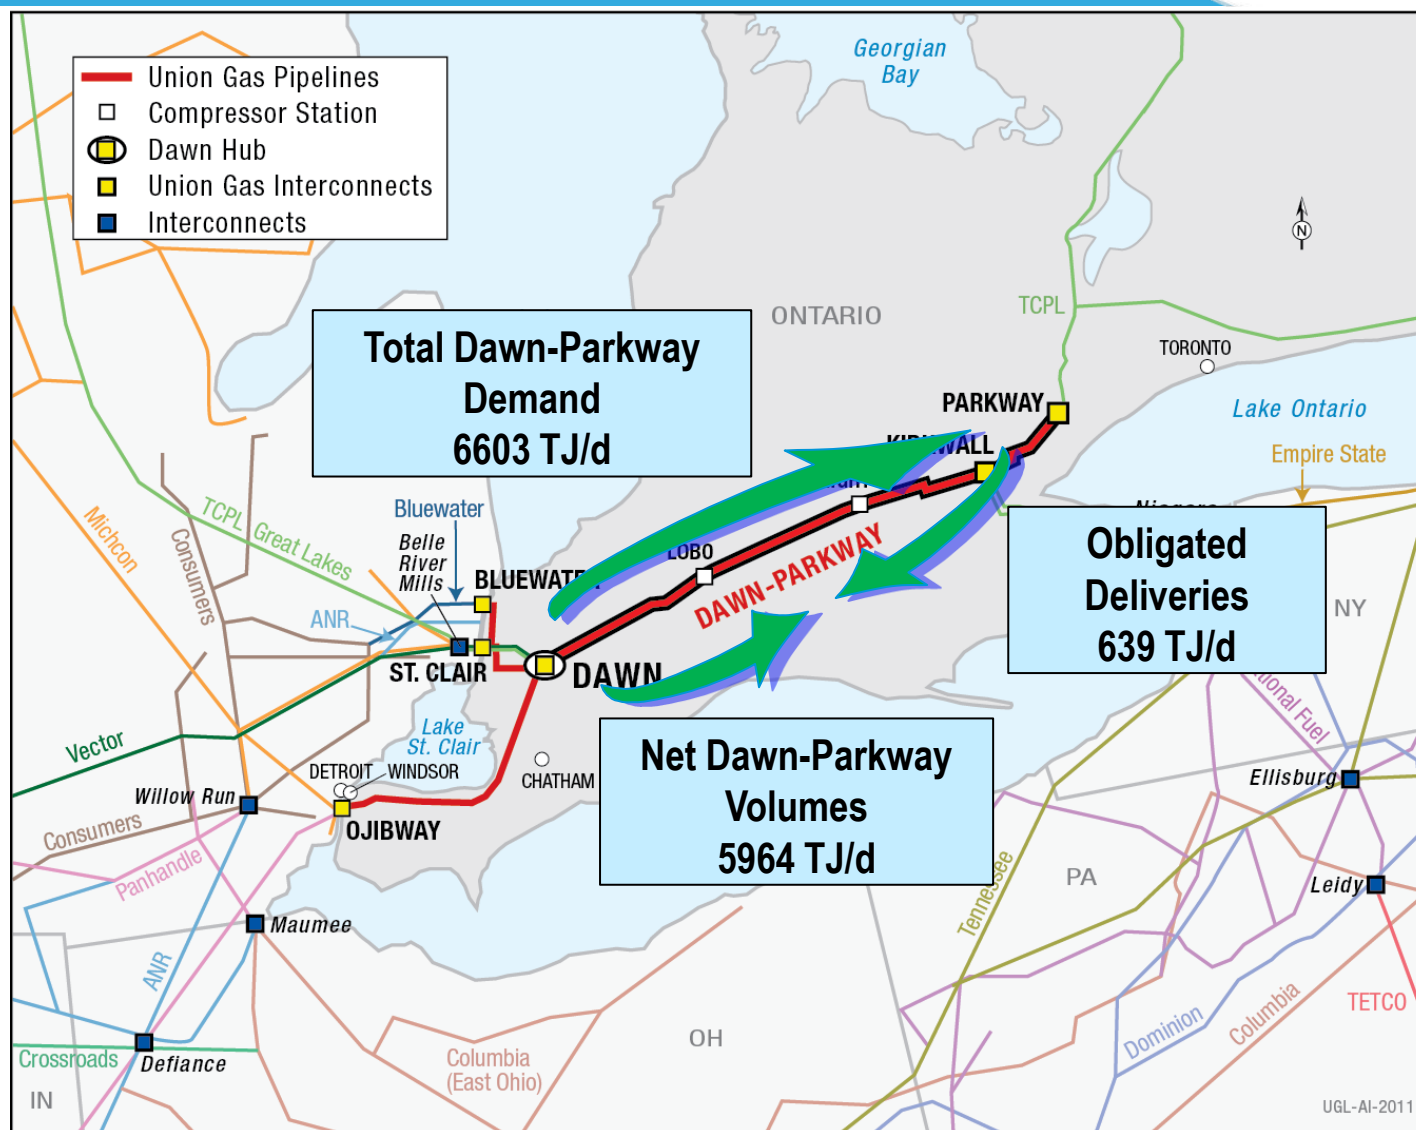 Georgian
Bay
Union Gas Pipelines
Compressor Station
Dawn Hub
Union Gas Interconnects
Interconnects
N
ONTARIO
TCPL
TORONTO
Total Dawn-Parkway
Demand
6603 TJ/d
PARKWAY
Lake Ontario
KIRKWALL
Empire State
TCPL Great Lakes
Michcon
Consumers
Bluewater
Belle
River
Mills
LOBO
BLUEWATER
DAWN-PARKWAY
Obligated
Deliveries
639 TJ/d
NY
ANR
ST. CLAIR
DAWN
Lake
St. Clair
Net Dawn-Parkway
Volumes
5964 TJ/d
Vector
DETROIT
WINDSOR
CHATHAM
Ellisburg
Willow Run
OJIBWAY
Consumers
Panhandle
Tennessee
PA
Leidy
Maumee
ANR
TETCO
Columbia
Dominion
OH
Crossroads
Defiance
Columbia
(East Ohio)
IN
UGL-AI-2011